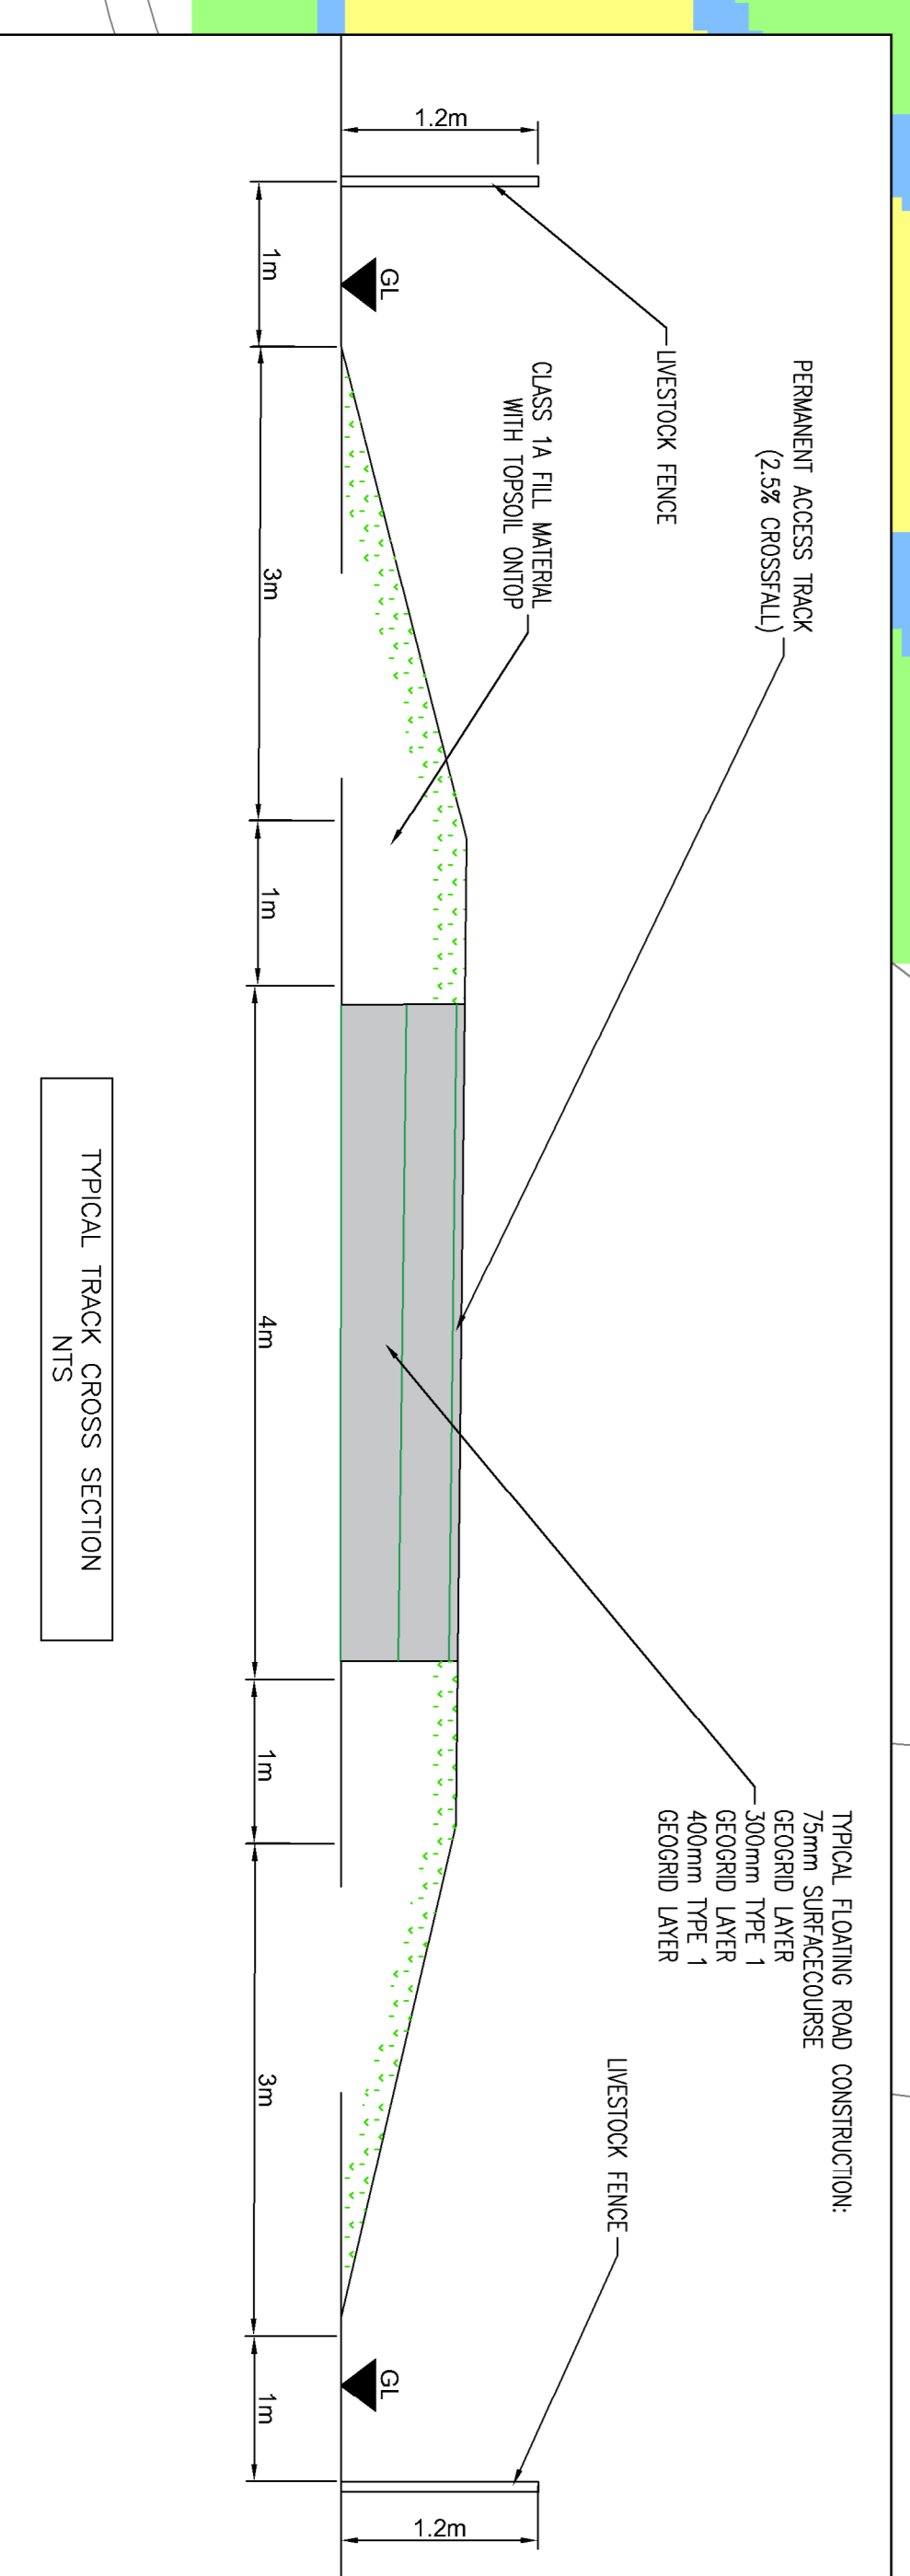 PERMANENT ACCESS TRACK
(2.5% CROSSFALL)
LIVESTOCK FENCE
CLASS 1A FILL MATERIAL
WITH TOPSOIL ONTOP
TYPICAL FLOATING ROAD CONSTRUCTION:
75mm SURFACECOURSE
GEOGRID LAYER
300mm TYPE 1
GEOGRID LAYER
400mm TYPE 1
GEOGRID LAYER
LIVESTOCK FENCE
1.2m
GL
GL
1.2m
1m
3m
1m
4m
1m
3m
1m
TYPICAL TRACK CROSS SECTION
NTS